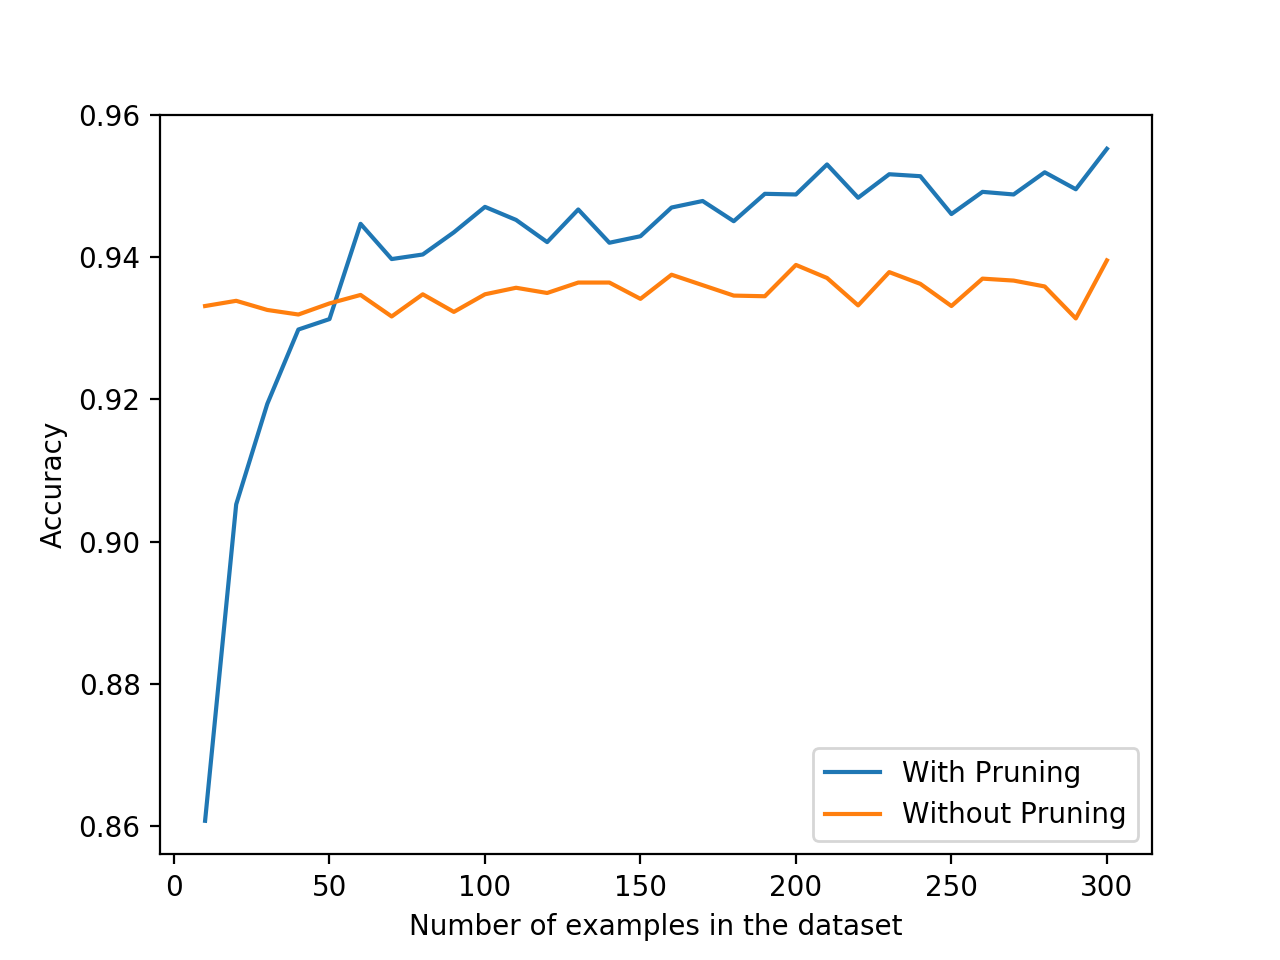 0.96
0.94
0.92
0.90
0.88
0.86
Accuracy
0 50 100 150 200 250 300
Number of examples in the dataset
With Pruning
Without Pruning